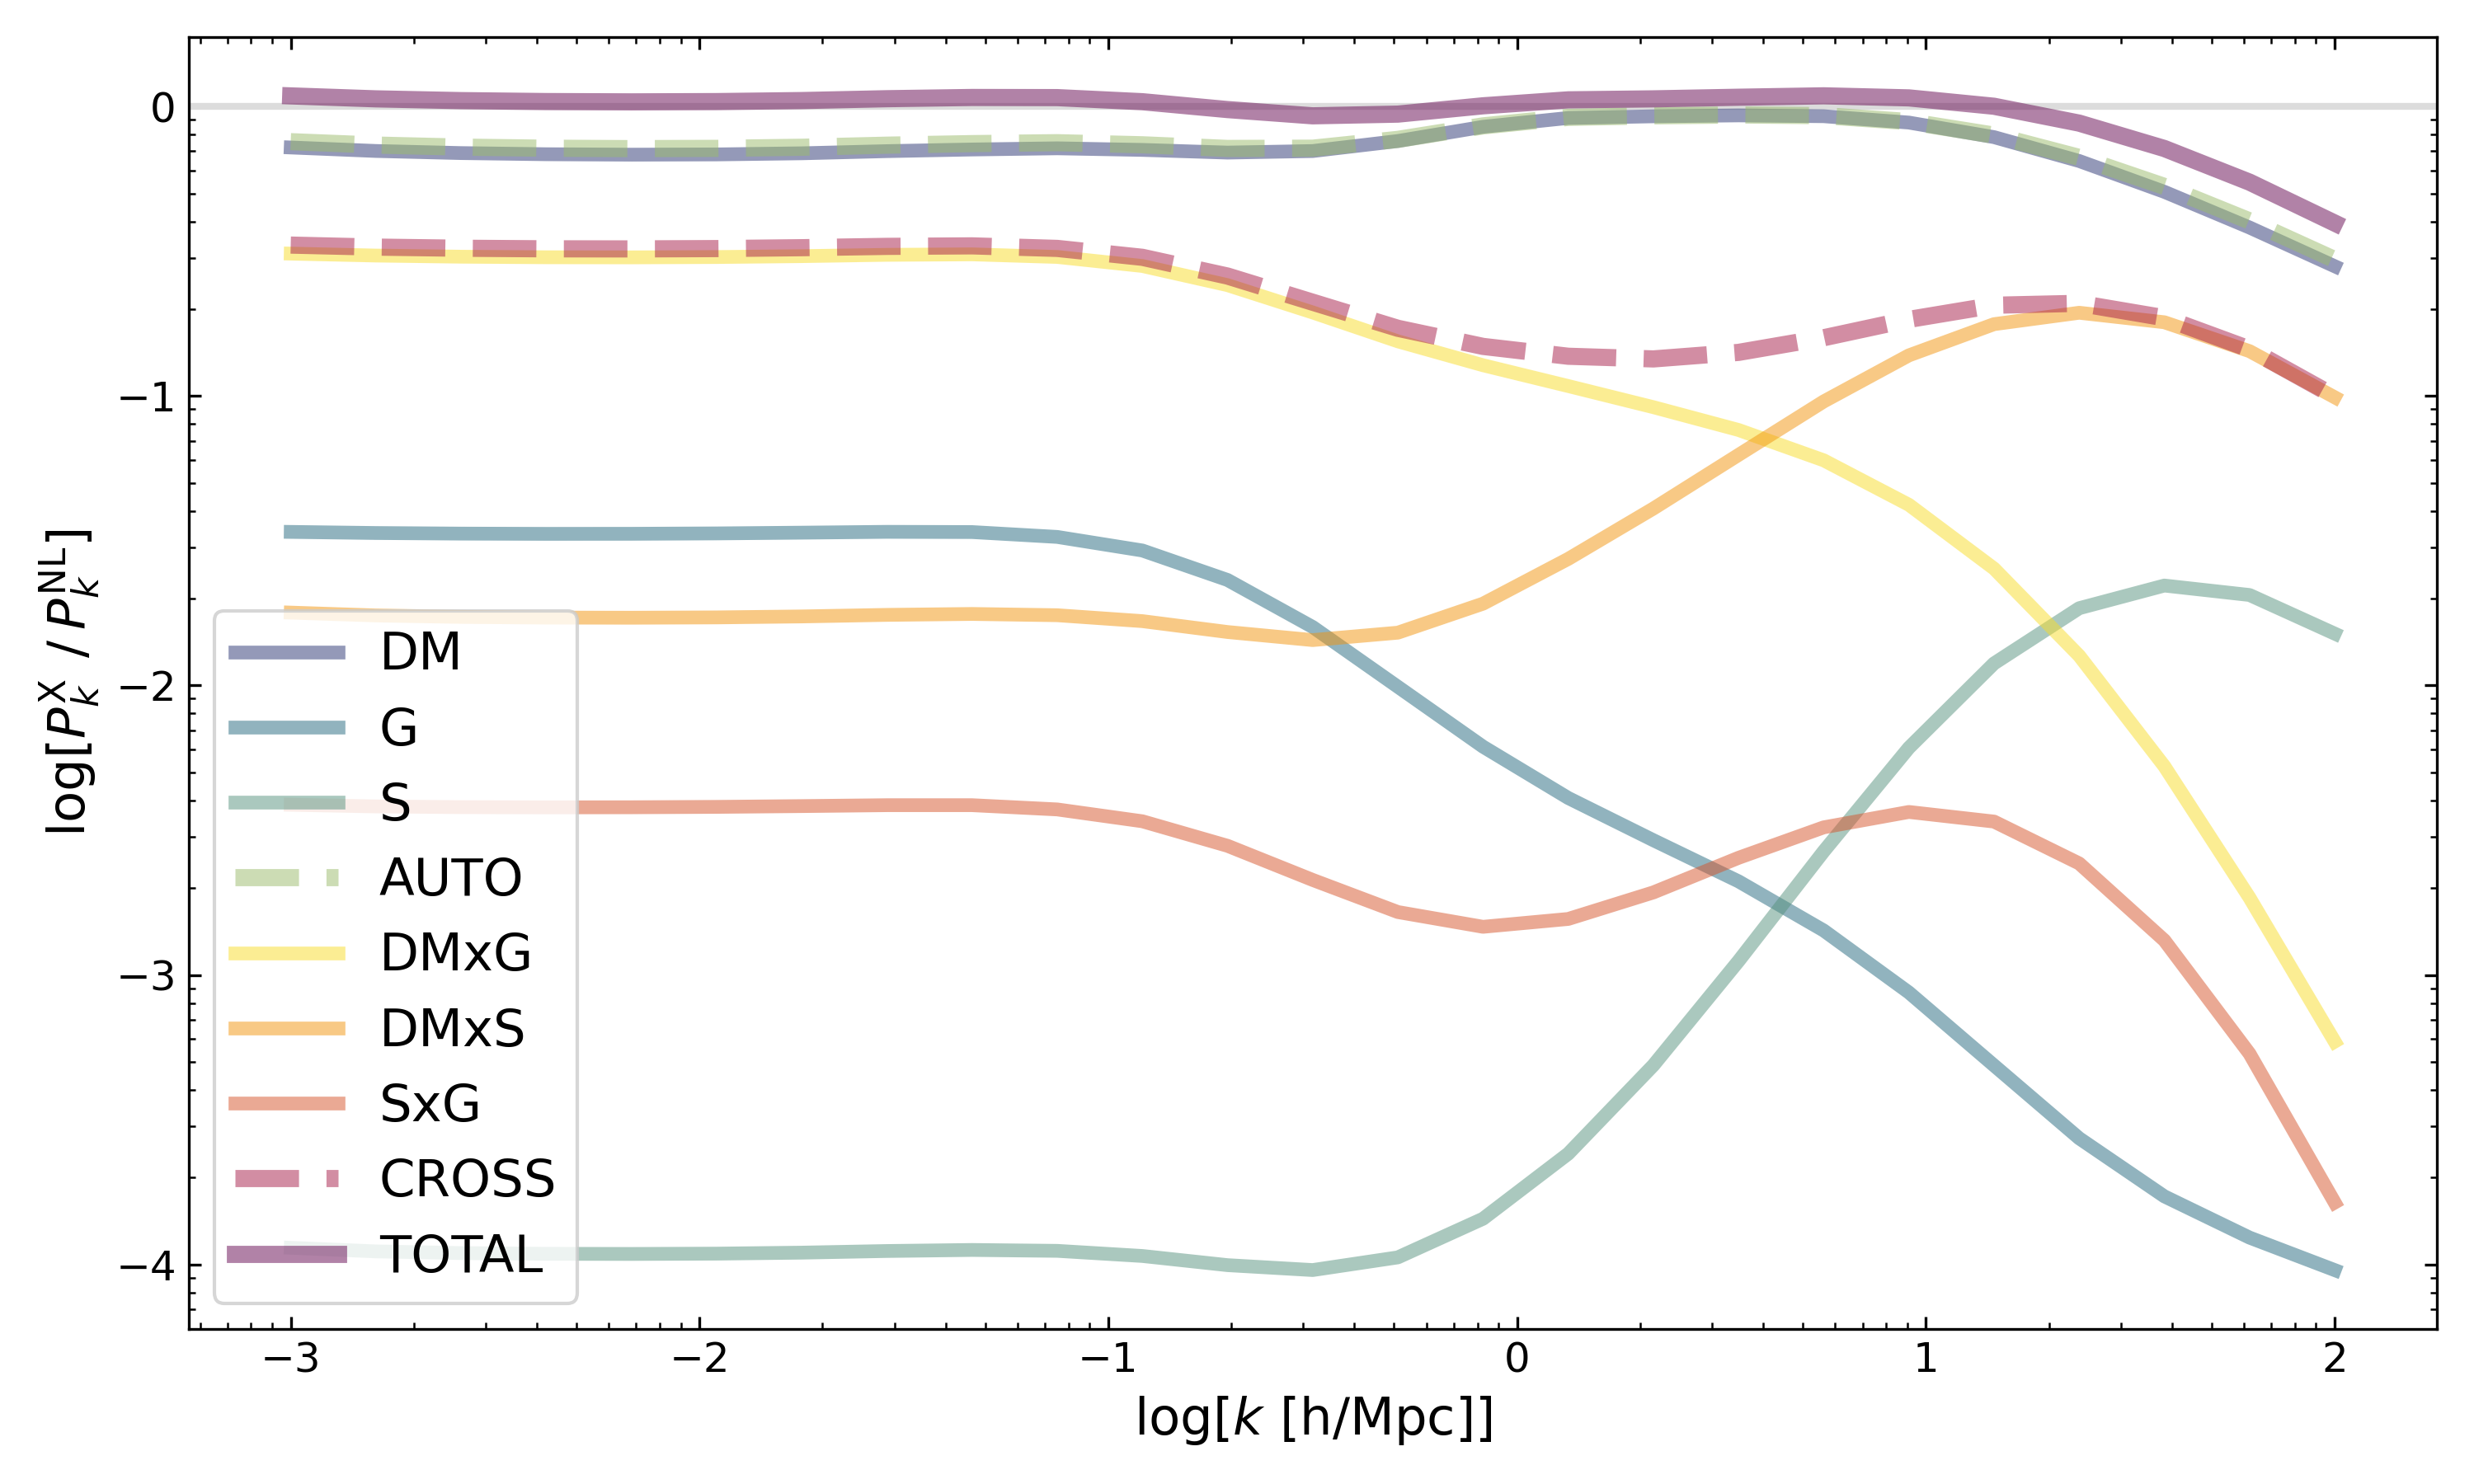 0
−1
−2
−3
−4
log[P_k^X / P_k^NL]
DM
G
S
AUTO
DMxG
DMxS
SxG
CROSS
TOTAL
−3 −2 −1 0 1 2
log[k [h/Mpc]]